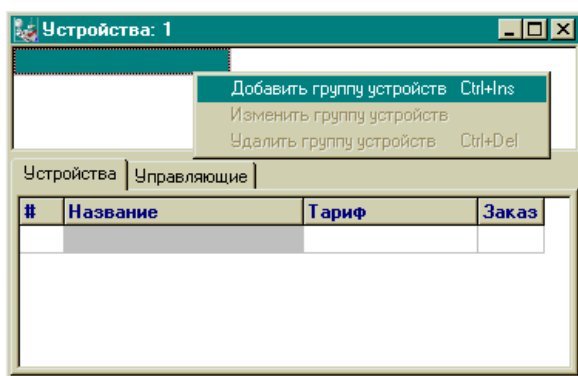 Устройства: 1
Добавить группу устройств Ctrl+Ins
Изменить группу устройств
Удалить группу устройств Ctrl+Del
Устройства Управляющие
# Название Тариф Заказ